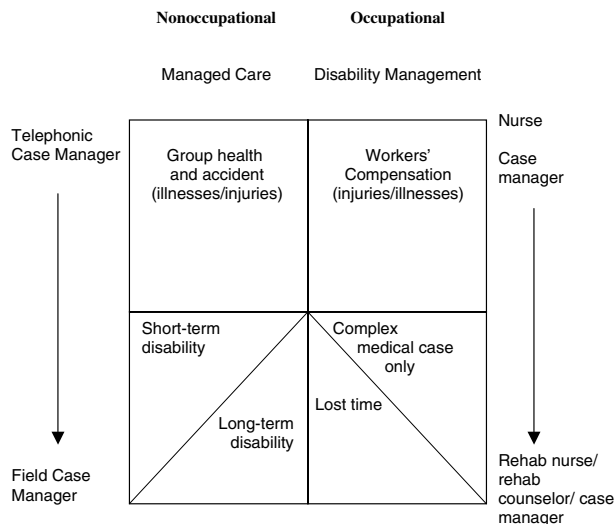 Nonoccupational
Occupational
Managed Care
Disability Management
Telephonic
Case Manager
Group health
and accident
(illnesses/injuries)
Workers'
Compensation
(injuries/illnesses)
Nurse
Case
manager
Short-term
disability
Long-term
disability
Complex
medical case
only
Lost time
Field Case
Manager
Rehab nurse/
rehab
counselor/ case
manager